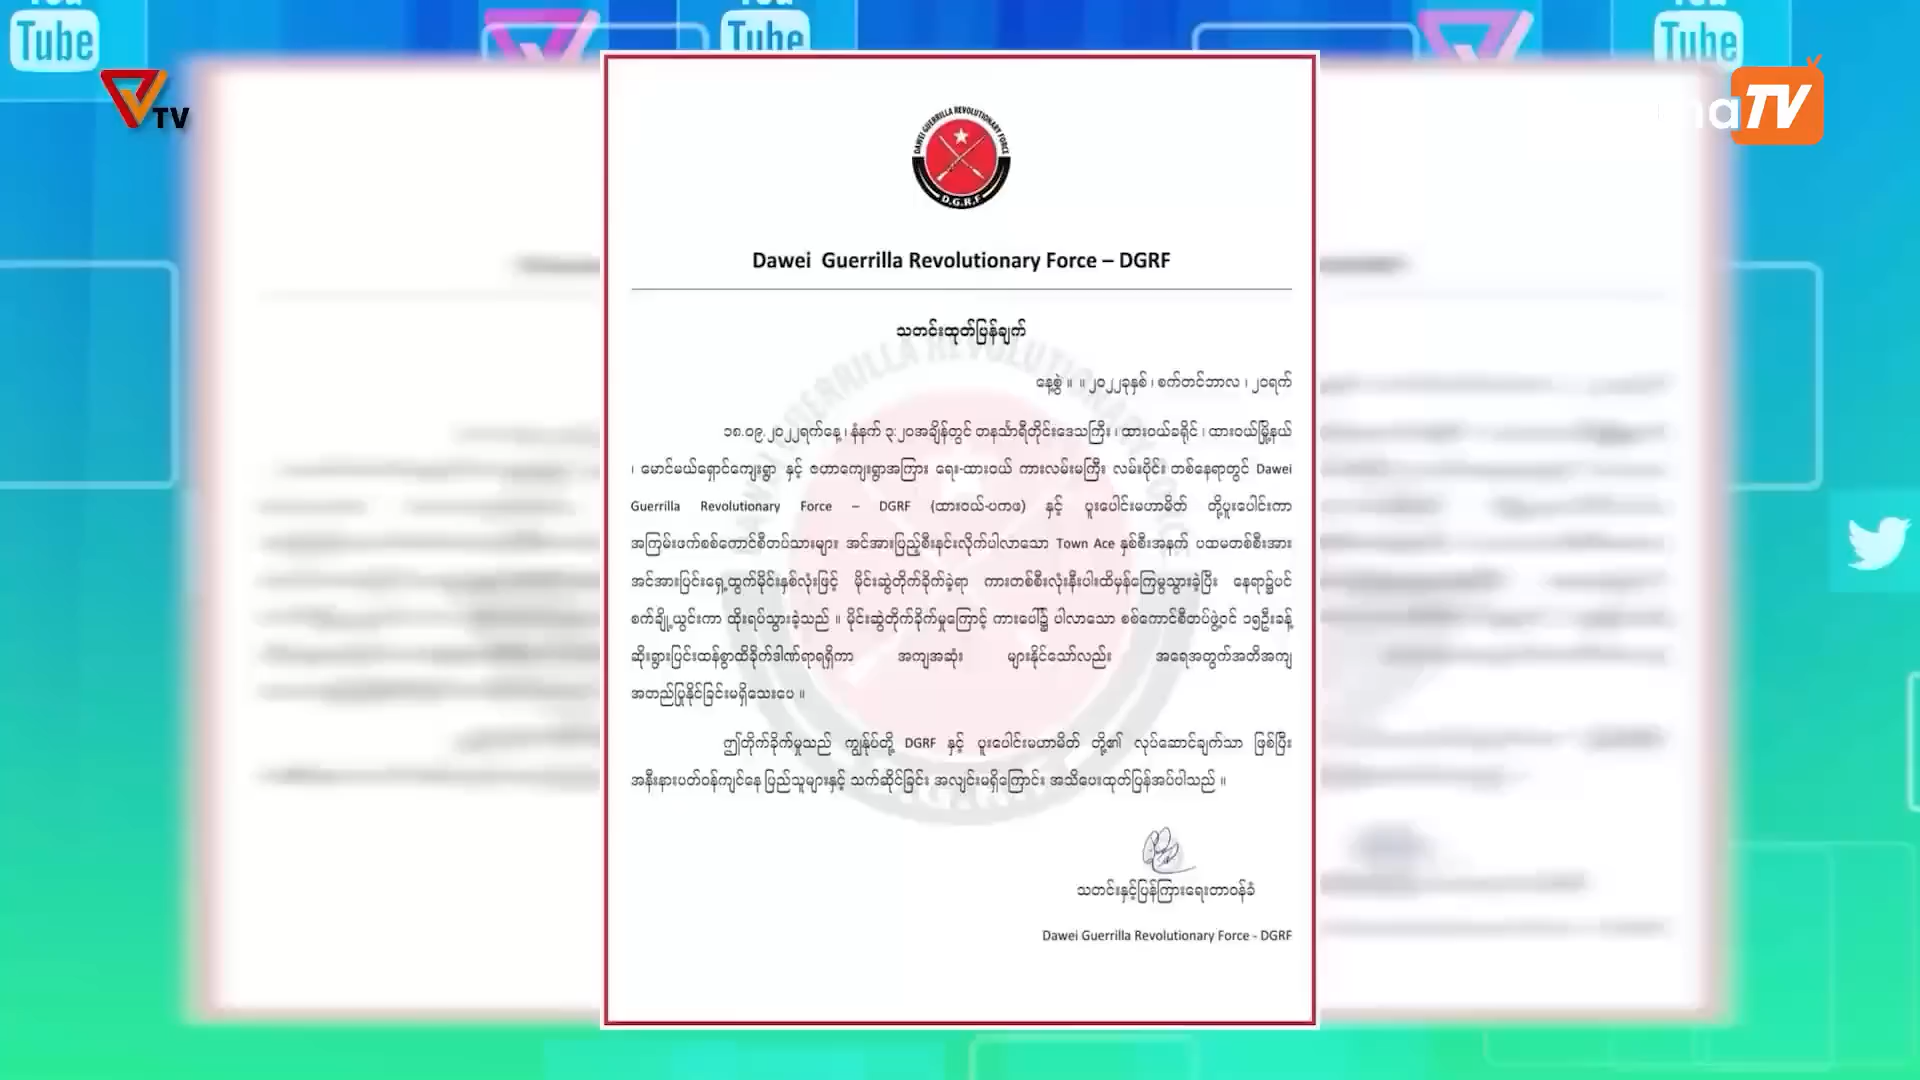 You
Tube
You
Tube
You
Tube
TV
maTV
DAWEI GUERRILLA REVOLUTIONARY FORCE
D.G.R.F
Dawei Guerrilla Revolutionary Force – DGRF
သတင်းထုတ်ပြန်ချက်
နေ့စွဲ ။ ။ ၂၀၂၂ခုနှစ် ၊ စက်တင်ဘာလ ၊ ၂၀ရက်
၁၈.၀၉.၂၀၂၂ရက်နေ့ ၊ နံနက် ၃:၂၀အချိန်တွင် တနင်္သာရီတိုင်းဒေသကြီး ၊ ထားဝယ်ခရိုင် ၊ ထားဝယ်မြို့နယ်
၊ မောင်မယ်ရှောင်ကျေးရွာ နှင့် ဇဟာကျေးရွာအကြား ရေး-ထားဝယ် ကားလမ်းမကြီး လမ်းပိုင်း တစ်နေရာတွင် Dawei
Guerrilla Revolutionary Force – DGRF (ထားဝယ်-ပကဖ) နှင့် ပူးပေါင်းမဟာမိတ် တို့ပူးပေါင်းကာ
အကြမ်းဖက်စစ်ကောင်စီတပ်သားများ အင်အားပြည့်စီးနင်းလိုက်ပါလာသော Town Ace နှစ်စီးအနက် ပထမတစ်စီးအား
အင်အားပြင်းရှေ့ထွက်မိုင်းနှစ်လုံးဖြင့် မိုင်းဆွဲတိုက်ခိုက်ခဲ့ရာ ကားတစ်စီးလုံးနီးပါးထိမှန်ကြေမွသွားခဲ့ပြီး နေရာ၌ပင်
စက်ချို့ယွင်းကာ ထိုးရပ်သွားခဲ့သည် ။ မိုင်းဆွဲတိုက်ခိုက်မှုကြောင့် ကားပေါ်၌ ပါလာသော စစ်ကောင်စီတပ်ဖွဲ့ဝင် ၁၅ဦးခန့်
ဆိုးရွားပြင်းထန်စွာထိခိုက်ဒါဏ်ရာရရှိကာ အကျအဆုံး များနိုင်သော်လည်း အရေအတွက်အတိအကျ
အတည်ပြုနိုင်ခြင်းမရှိသေးပေ ။
ဤတိုက်ခိုက်မှုသည် ကျွန်ုပ်တို့ DGRF နှင့် ပူးပေါင်းမဟာမိတ် တို့၏ လုပ်ဆောင်ချက်သာ ဖြစ်ပြီး
အနီးနားပတ်ဝန်ကျင်နေ ပြည်သူများနှင့် သက်ဆိုင်ခြင်း အလျင်းမရှိကြောင်း အသိပေးထုတ်ပြန်အပ်ပါသည် ။
သတင်းနှင့်ပြန်ကြားရေးတာဝန်ခံ
Dawei Guerrilla Revolutionary Force - DGRF